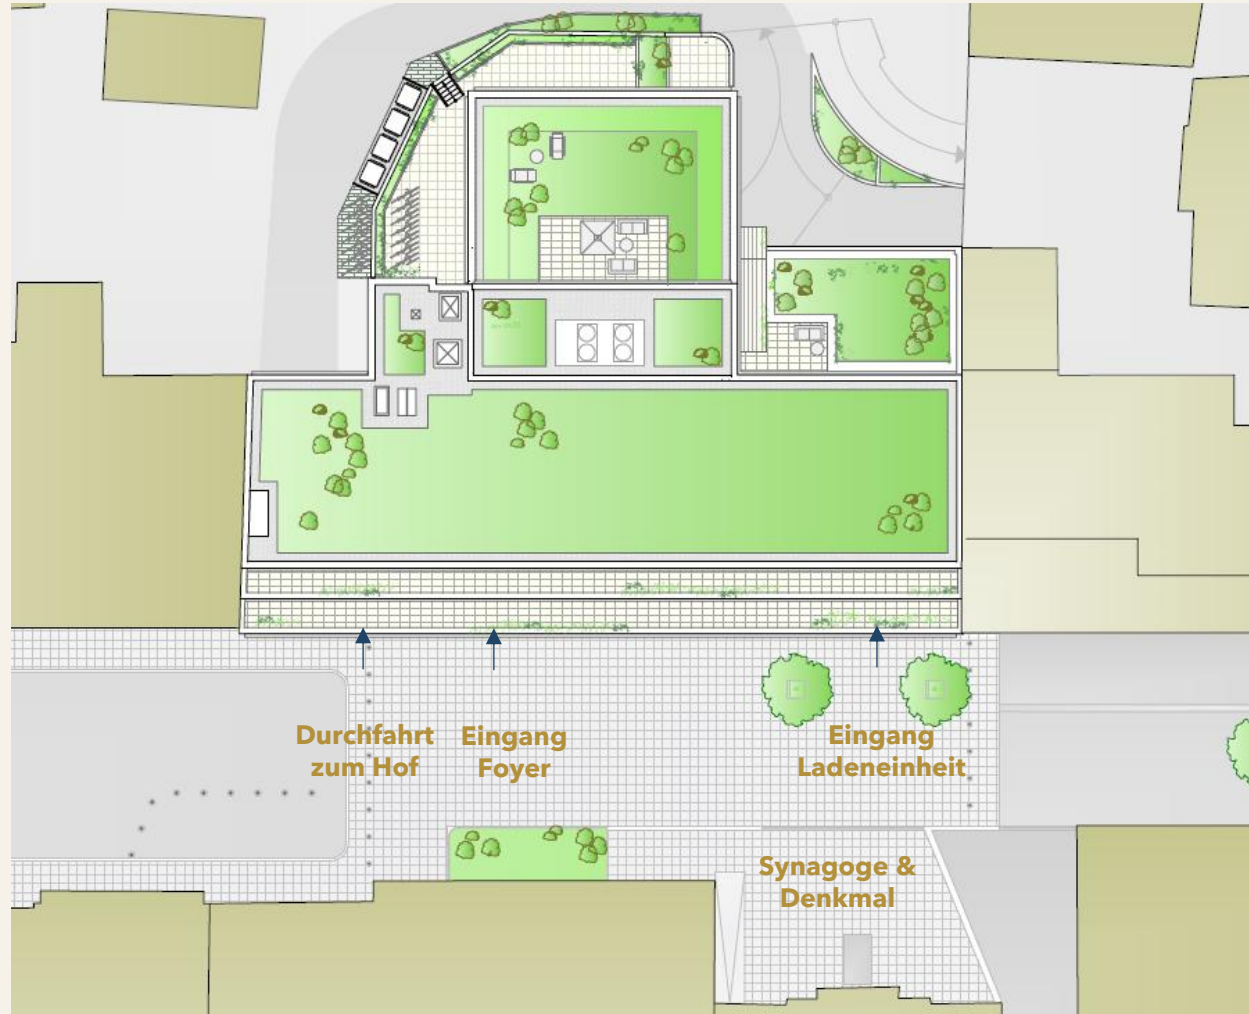 Durchfahrt
zum Hof
Eingang
Foyer
Eingang
Ladeneinheit
Synagoge &
Denkmal